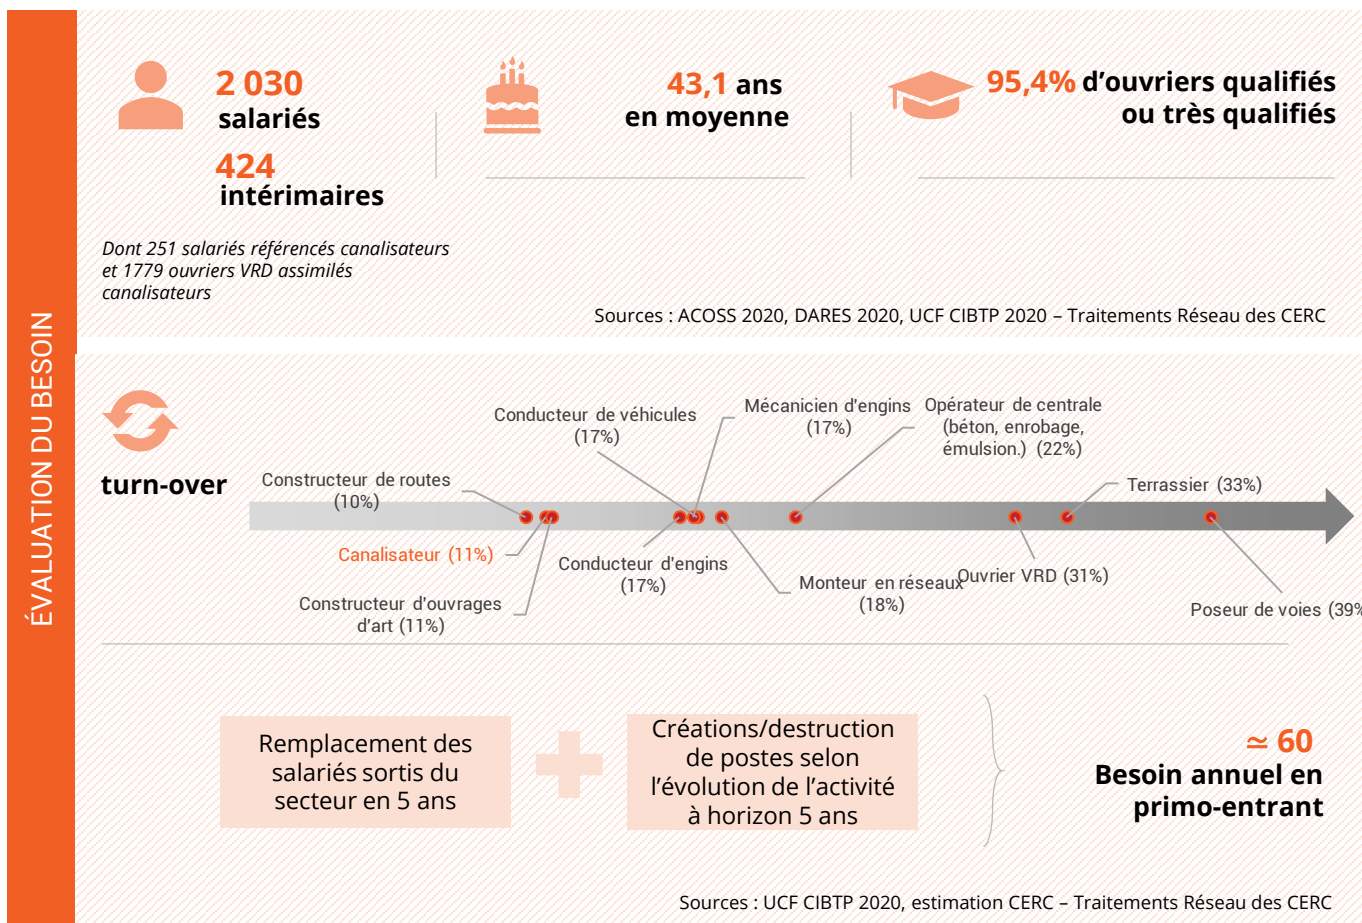 ÉVALUATION DU BESOIN
2 030
salariés
424
intérimaires
Dont 251 salariés référencés canalisateurs
et 1779 ouvriers VRD assimilés
canalisateurs
43,1 ans
en moyenne
95,4% d’ouvriers qualifiés
ou très qualifiés
Sources : ACOSS 2020, DARES 2020, UCF CIBTP 2020 – Traitements Réseau des CERC
turn-over
Constructeur de routes
(10%)
Canalisateur (11%)
Constructeur d'ouvrages
d'art (11%)
Conducteur de véhicules
(17%)
Conducteur d'engins
(17%)
Mécanicien d'engins
(17%)
Monteur en réseaux
(18%)
Opérateur de centrale
(béton, enrobage,
émulsion.) (22%)
Ouvrier VRD (31%)
Terrassier (33%)
Poseur de voies (39%
Remplacement des
salariés sortis du
secteur en 5 ans
Créations/destruction
de postes selon
l’évolution de l’activité
à horizon 5 ans
≃ 60
Besoin annuel en
primo-entrant
Sources : UCF CIBTP 2020, estimation CERC – Traitements Réseau des CERC